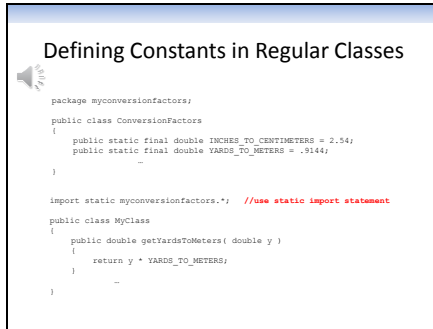 Defining Constants in Regular Classes
package myconversionfactors;
public class ConversionFactors
{
public static final double INCHES_TO_CENTIMETERS = 2.54;
public static final double YARDS_TO_METERS = .9144;
…
}
import static myconversionfactors.*; //use static import statement
public class MyClass
{
public double getYardsToMeters( double y )
{
return y * YARDS_TO_METERS;
}
…
}